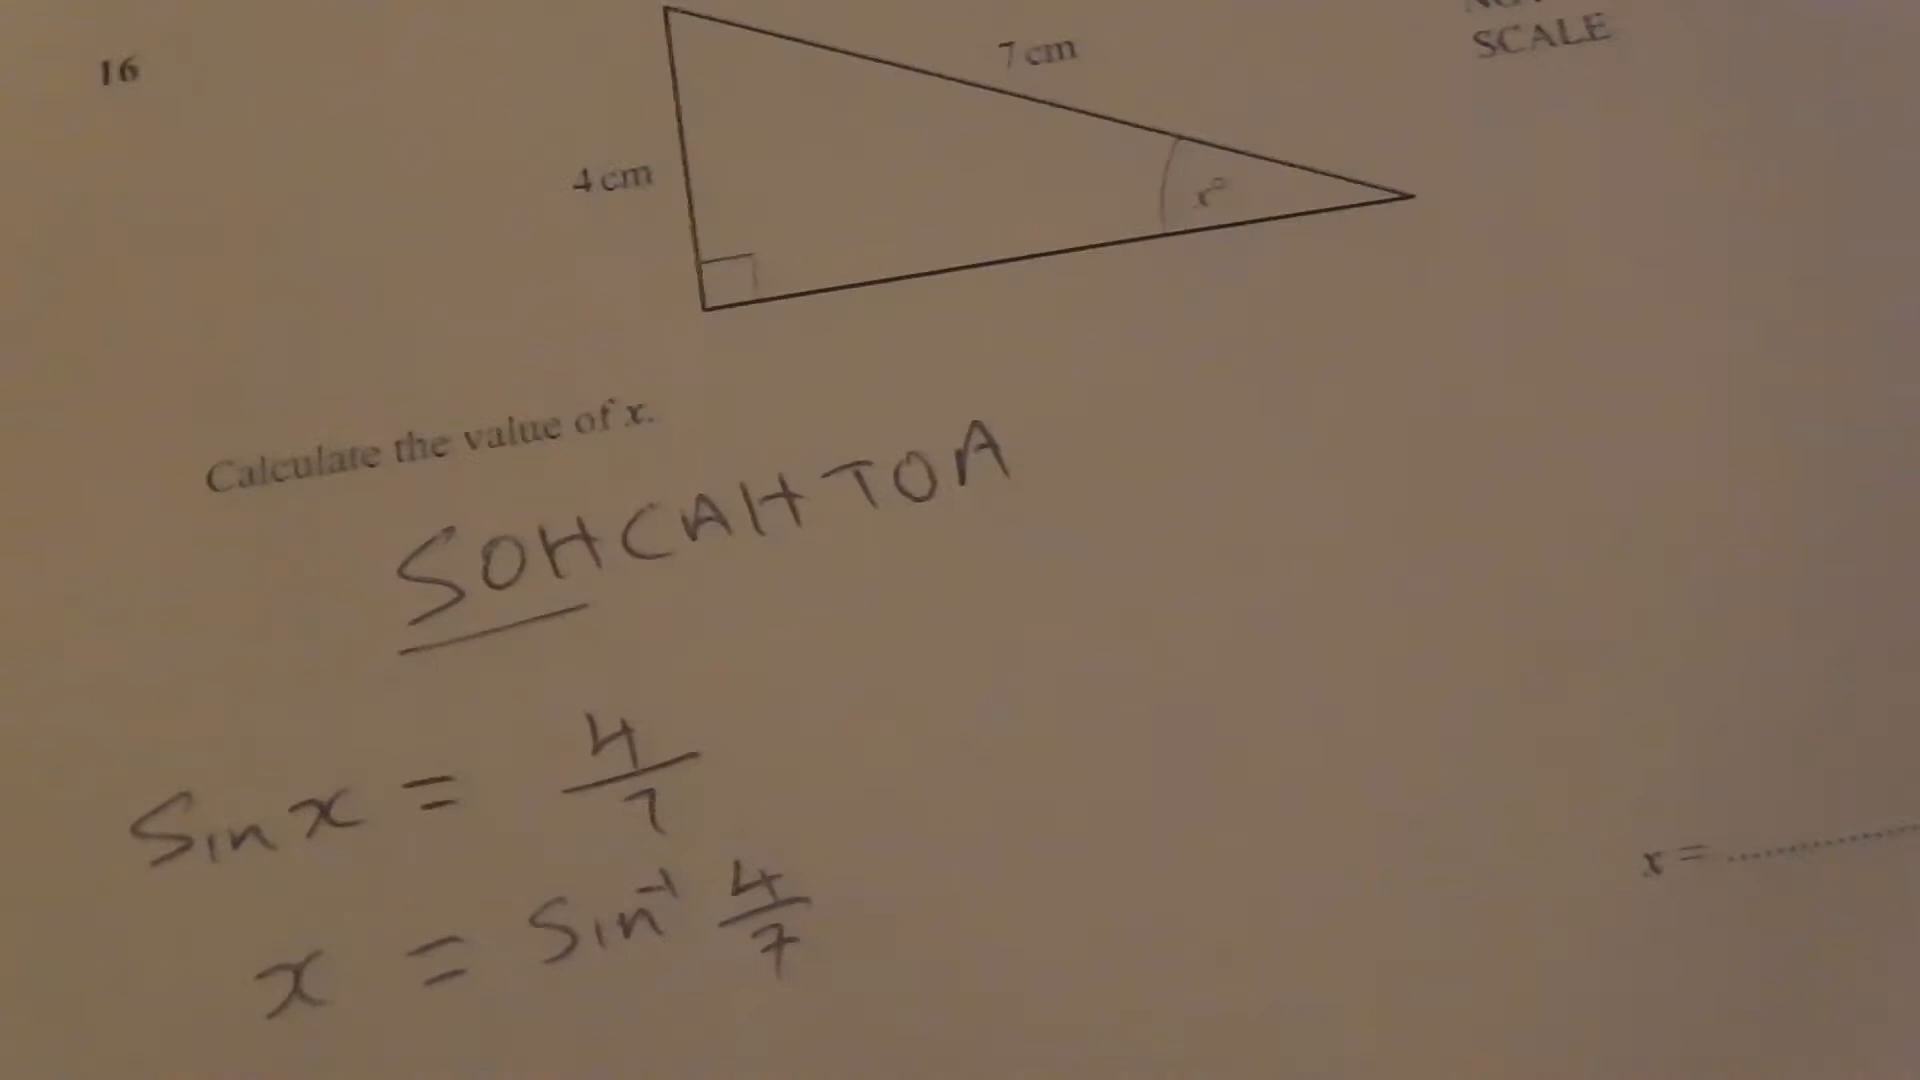 16
7 cm
SCALE
4 cm
x°
Calculate the value of x.
SOHCAHTOA
Sin x = 4/7
x = Sin⁻¹ 4/7
x = ....................